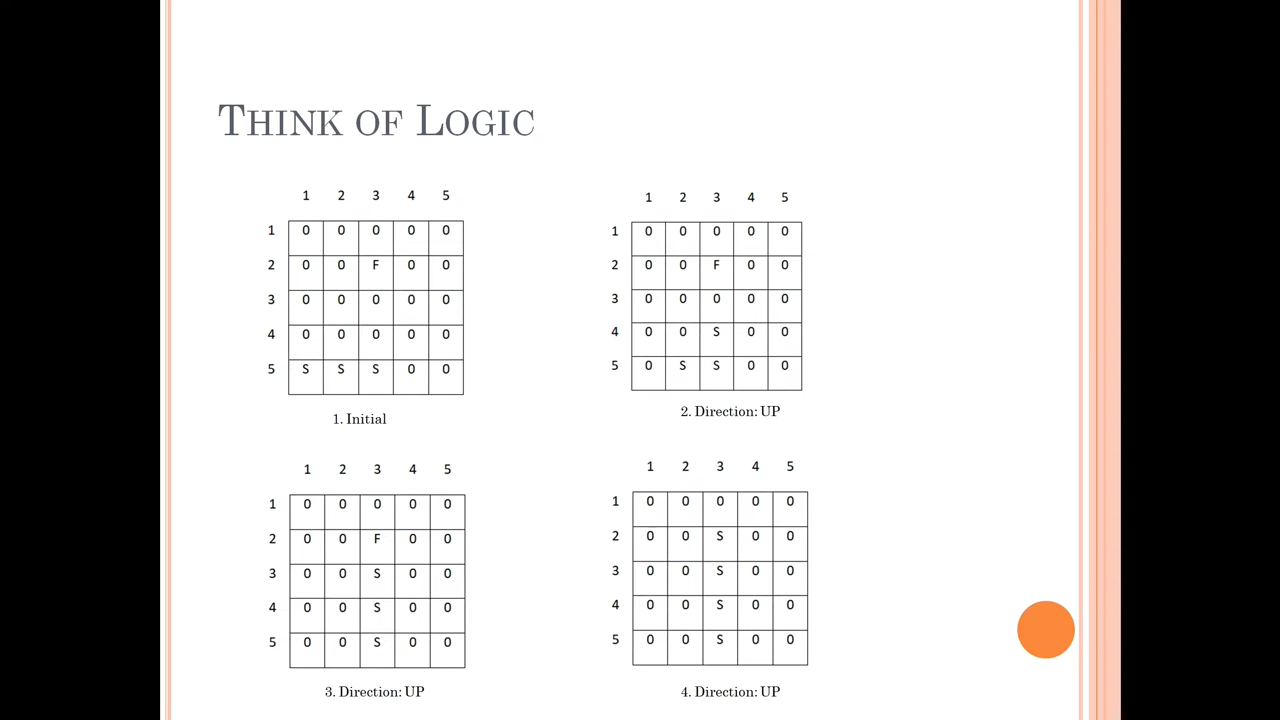 THINK OF LOGIC
1 2 3 4 5
1 0 0 0 0 0
2 0 0 F 0 0
3 0 0 0 0 0
4 0 0 0 0 0
5 S S S 0 0
1. Initial
1 2 3 4 5
1 0 0 0 0 0
2 0 0 F 0 0
3 0 0 0 0 0
4 0 0 S 0 0
5 0 S S 0 0
2. Direction: UP
1 2 3 4 5
1 0 0 0 0 0
2 0 0 F 0 0
3 0 0 S 0 0
4 0 0 S 0 0
5 0 0 S 0 0
3. Direction: UP
1 2 3 4 5
1 0 0 0 0 0
2 0 0 S 0 0
3 0 0 S 0 0
4 0 0 S 0 0
5 0 0 S 0 0
4. Direction: UP